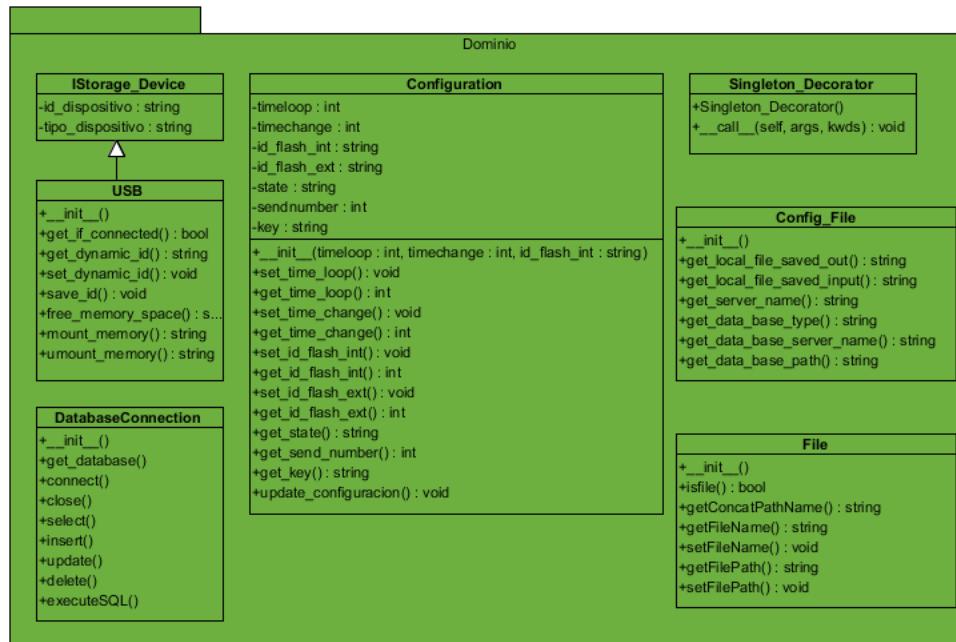 Dominio
IStorage_Device
-id_dispositivo : string
-tipo_dispositivo : string
USB
+__init__()
+get_if_connected() : bool
+get_dynamic_id() : string
+set_dynamic_id() : void
+save_id() : void
+free_memory_space() : s...
+mount_memory() : string
+umount_memory() : string
DatabaseConnection
+__init__()
+get_database()
+connect()
+close()
+select()
+insert()
+update()
+delete()
+executeSQL()
Configuration
-timeloop : int
-timechange : int
-id_flash_int : string
-id_flash_ext : string
-state : string
-sendnumber : int
-key : string
+__init__(timeloop : int, timechange : int, id_flash_int : string)
+set_time_loop() : void
+get_time_loop() : int
+set_time_change() : void
+get_time_change() : int
+set_id_flash_int() : void
+get_id_flash_int() : int
+set_id_flash_ext() : void
+get_id_flash_ext() : int
+get_state() : string
+get_send_number() : int
+get_key() : string
+update_configuracion() : void
Singleton_Decorator
+Singleton_Decorator()
+__call__(self, args, kwds) : void
Config_File
+__init__()
+get_local_file_saved_out() : string
+get_local_file_saved_input() : string
+get_server_name() : string
+get_data_base_type() : string
+get_data_base_server_name() : string
+get_data_base_path() : string
File
+__init__()
+isfile() : bool
+getConcatPathName() : string
+getFileName() : string
+setFileName() : void
+getFilePath() : string
+setFilePath() : void